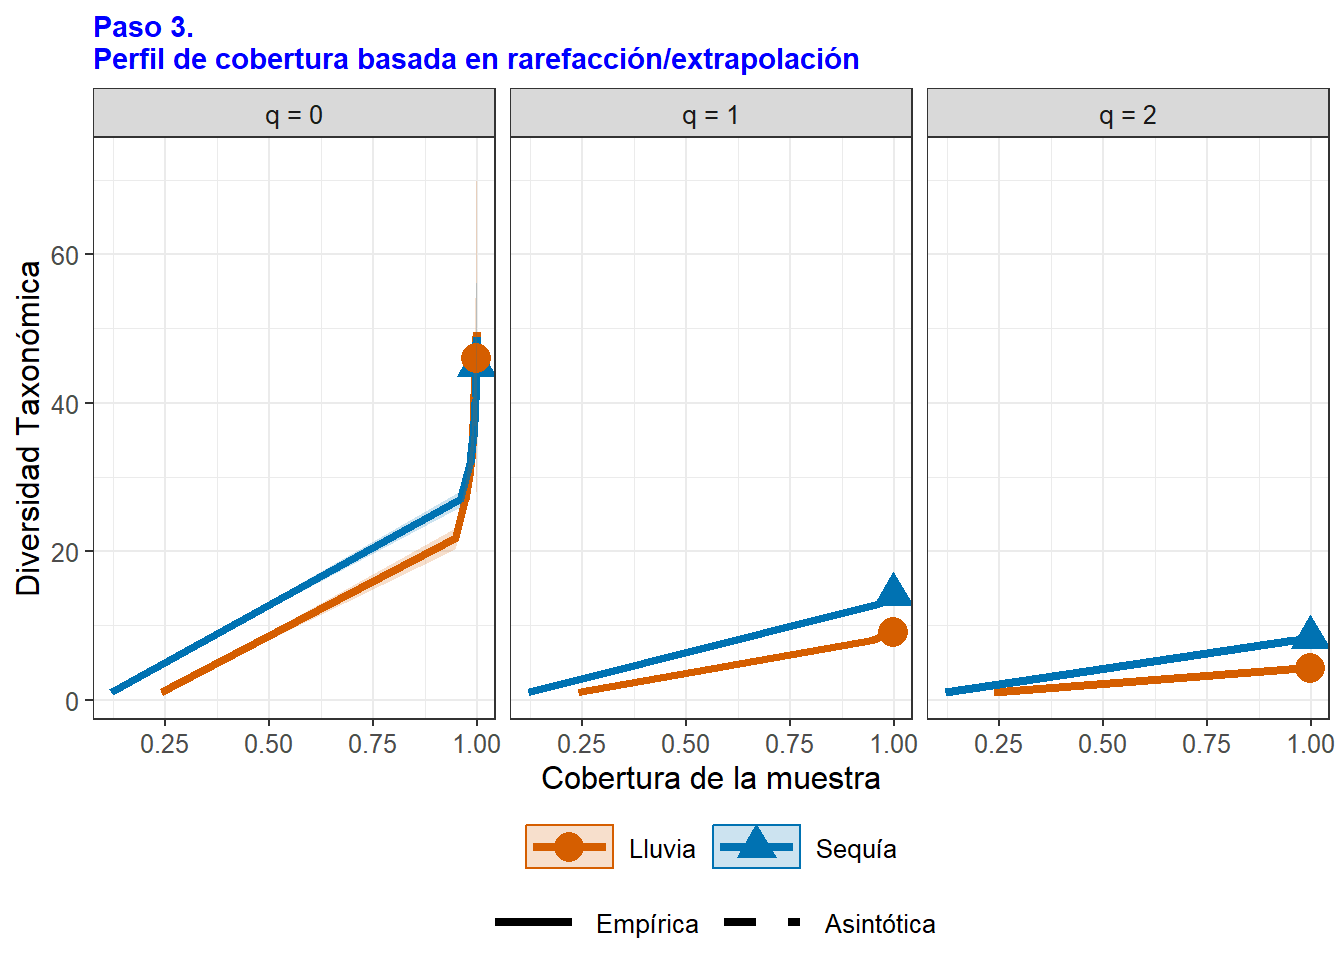 Paso 3.
Perfil de cobertura basada en rarefacción/extrapolación
q = 0
q = 1
q = 2
Diversidad Taxonómica
60
40
20
0
0.25 0.50 0.75 1.00
0.25 0.50 0.75 1.00
0.25 0.50 0.75 1.00
Cobertura de la muestra
Lluvia
Sequía
Empírica
Asintótica